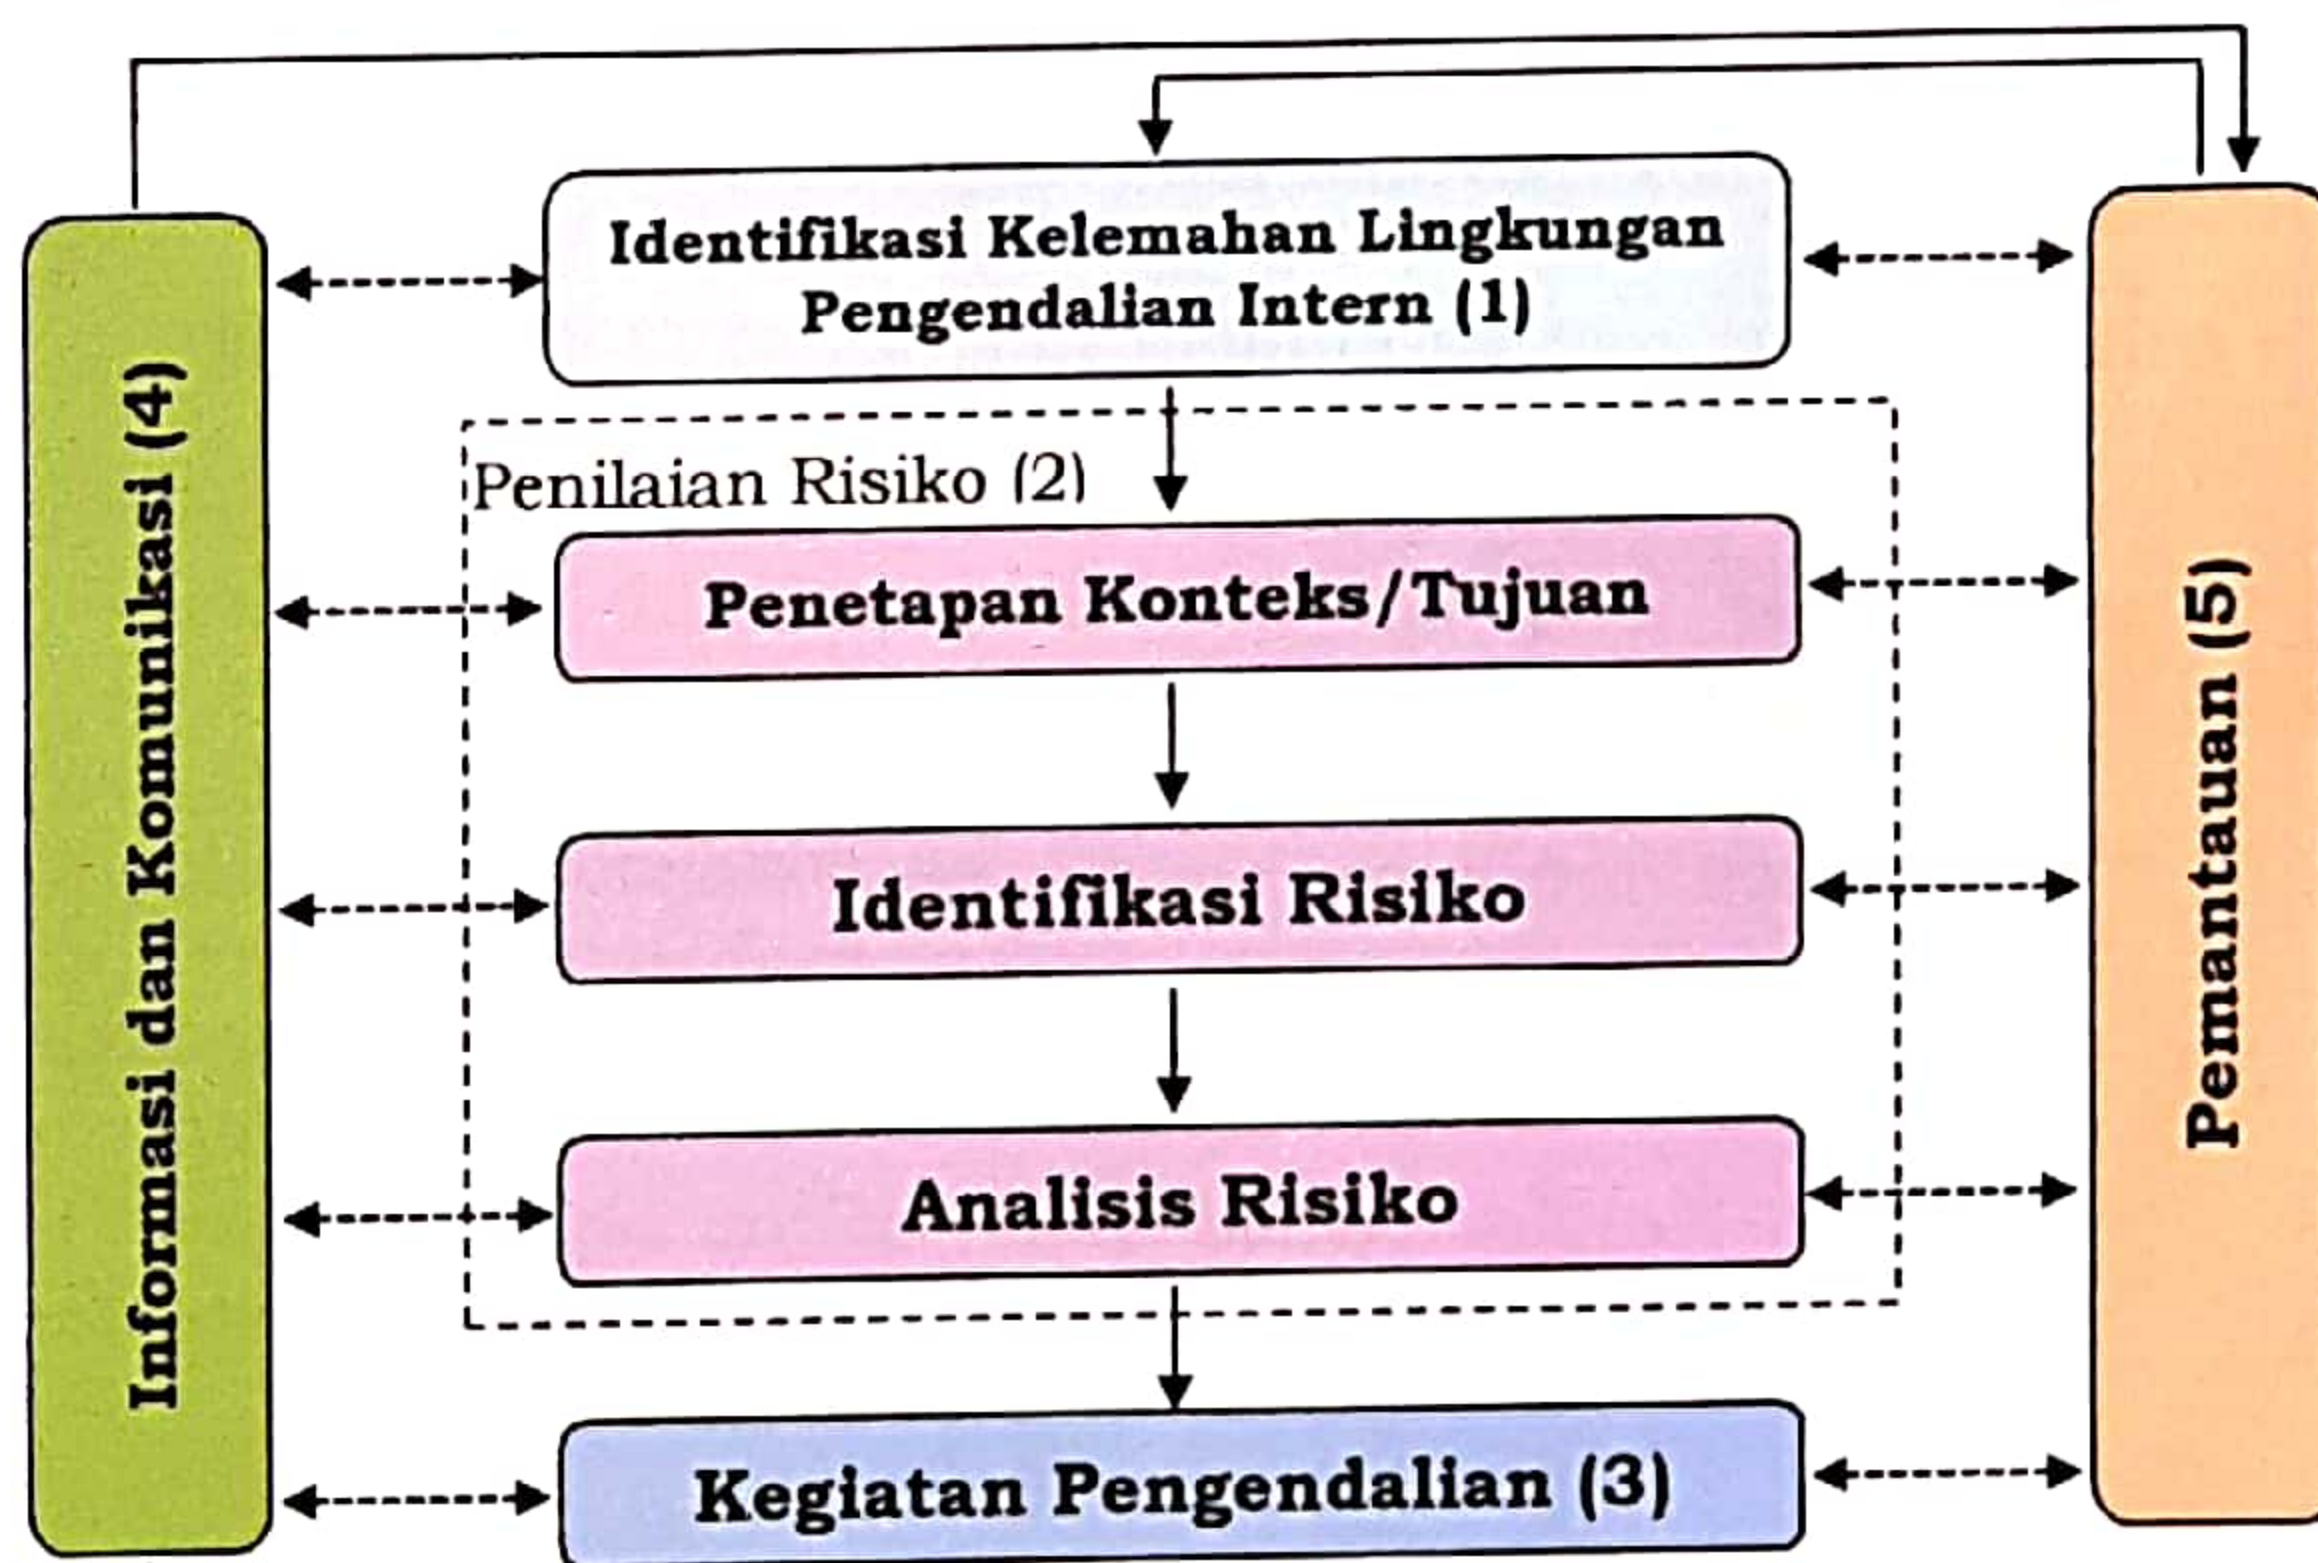 Identifikasi Kelemahan Lingkungan
Pengendalian Intern (1)
Penilaian Risiko (2)
Penetapan Konteks/Tujuan
Identifikasi Risiko
Analisis Risiko
Kegiatan Pengendalian (3)
Informasi dan Komunikasi (4)
Pemantauan (5)